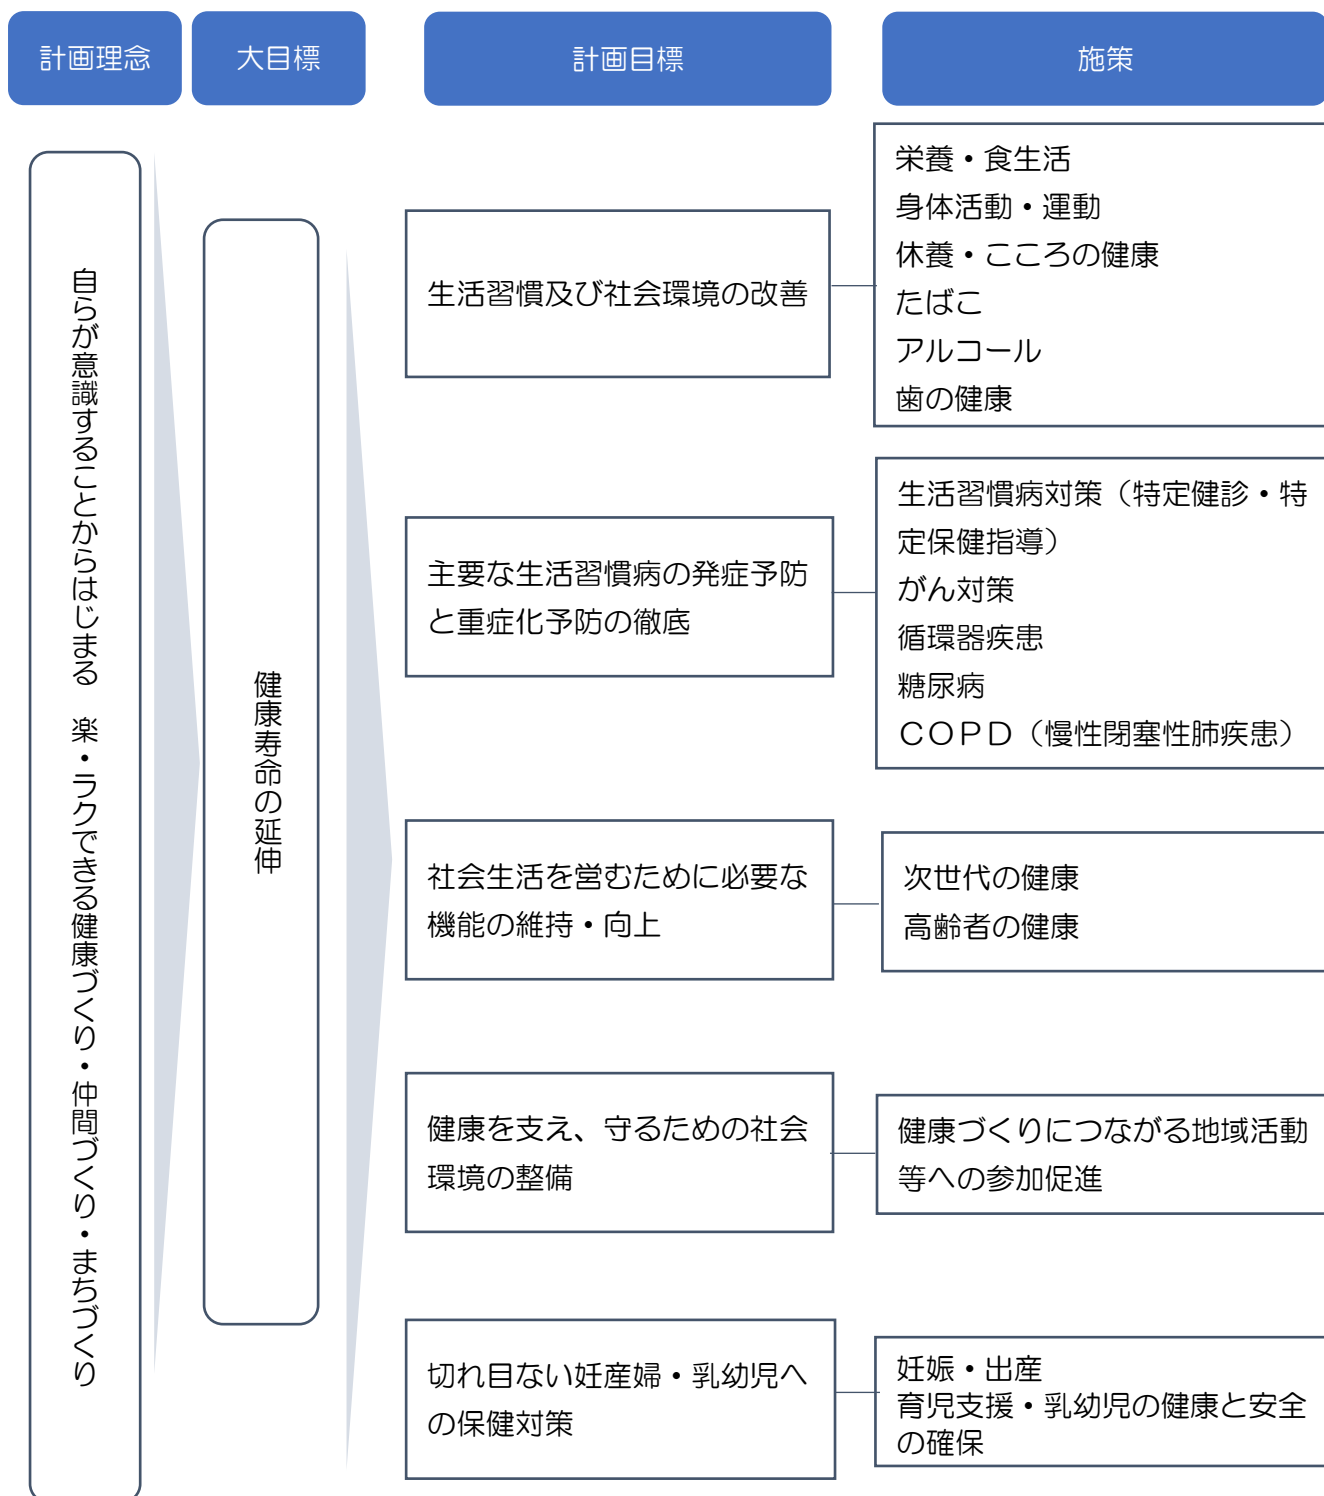 計画理念
大目標
計画目標
施策
自らが意識することからはじまる　楽・ラクできる健康づくり・仲間づくり・まちづくり
健康寿命の延伸
生活習慣及び社会環境の改善
栄養・食生活
身体活動・運動
休養・こころの健康
たばこ
アルコール
歯の健康
主要な生活習慣病の発症予防
と重症化予防の徹底
生活習慣病対策（特定健診・特
定保健指導）
がん対策
循環器疾患
糖尿病
ＣＯＰＤ（慢性閉塞性肺疾患）
社会生活を営むために必要な
機能の維持・向上
次世代の健康
高齢者の健康
健康を支え、守るための社会
環境の整備
健康づくりにつながる地域活動
等への参加促進
切れ目ない妊産婦・乳幼児へ
の保健対策
妊娠・出産
育児支援・乳幼児の健康と安全
の確保